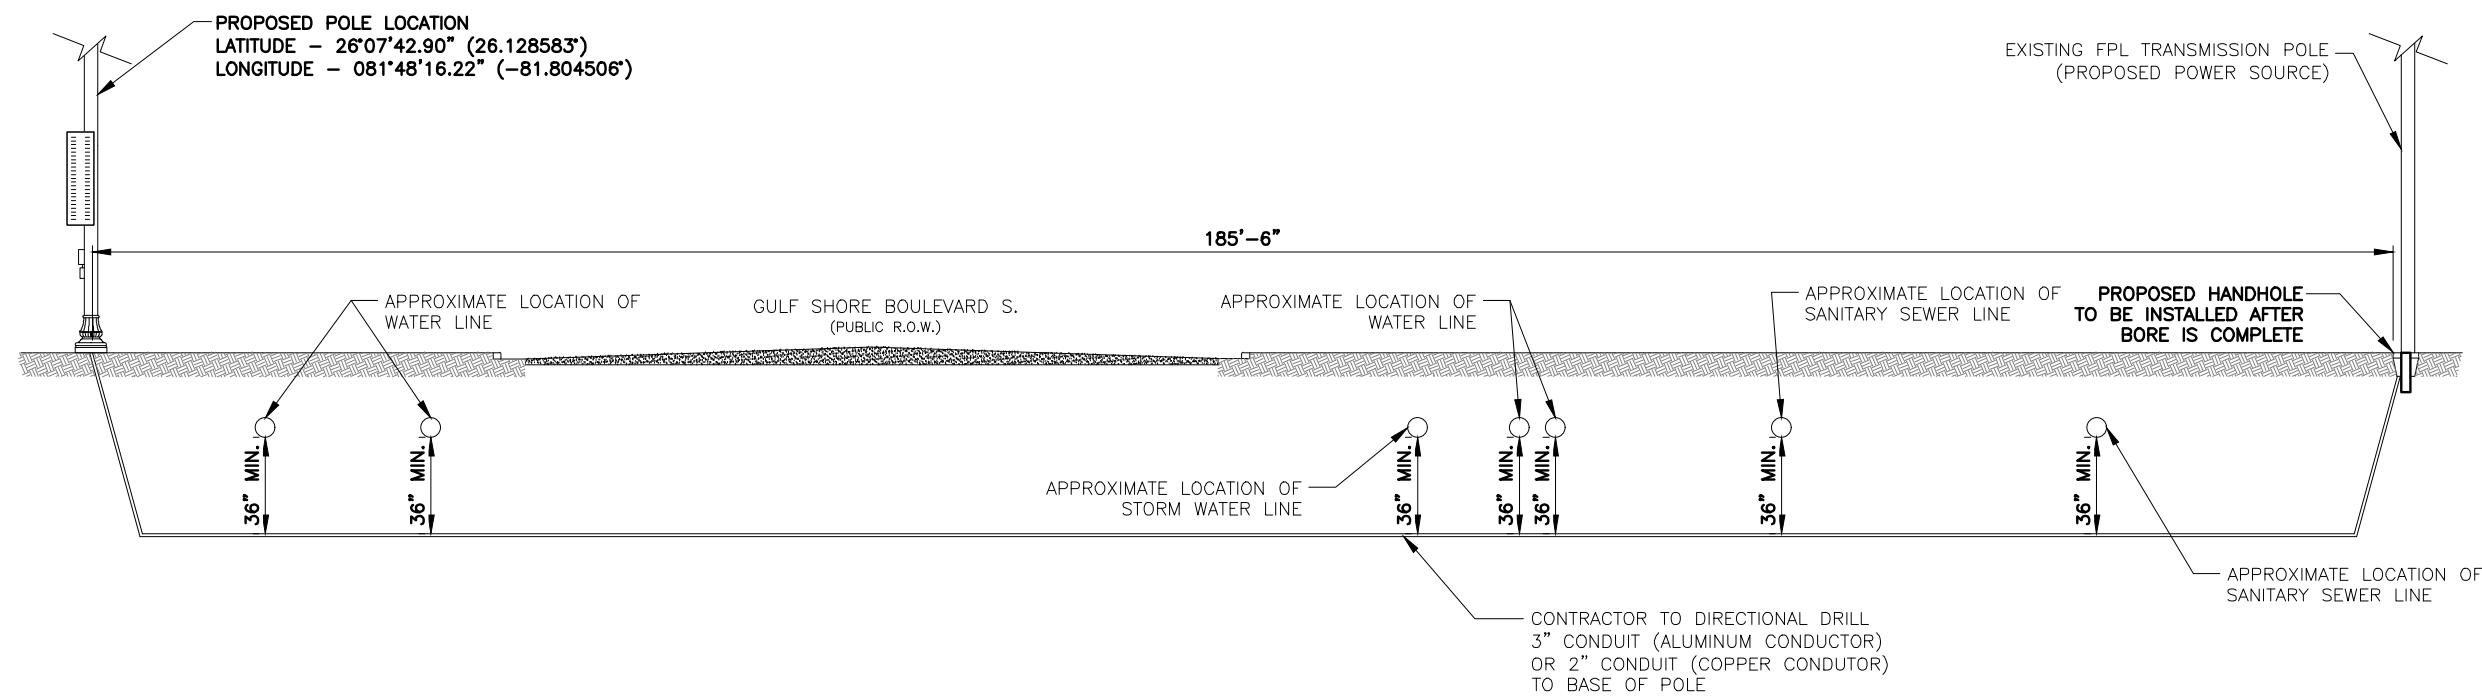 PROPOSED POLE LOCATION
LATITUDE – 26°07'42.90" (26.128583°)
LONGITUDE – 081°48'16.22" (-81.804506°)
EXISTING FPL TRANSMISSION POLE
(PROPOSED POWER SOURCE)
185'-6"
APPROXIMATE LOCATION OF
WATER LINE
GULF SHORE BOULEVARD S.
(PUBLIC R.O.W.)
APPROXIMATE LOCATION OF
WATER LINE
APPROXIMATE LOCATION OF
SANITARY SEWER LINE
PROPOSED HANDHOLE
TO BE INSTALLED AFTER
BORE IS COMPLETE
36" MIN.
36" MIN.
36" MIN.
36" MIN.
36" MIN.
36" MIN.
36" MIN.
APPROXIMATE LOCATION OF
STORM WATER LINE
APPROXIMATE LOCATION OF
SANITARY SEWER LINE
CONTRACTOR TO DIRECTIONAL DRILL
3" CONDUIT (ALUMINUM CONDUCTOR)
OR 2" CONDUIT (COPPER CONDUTOR)
TO BASE OF POLE